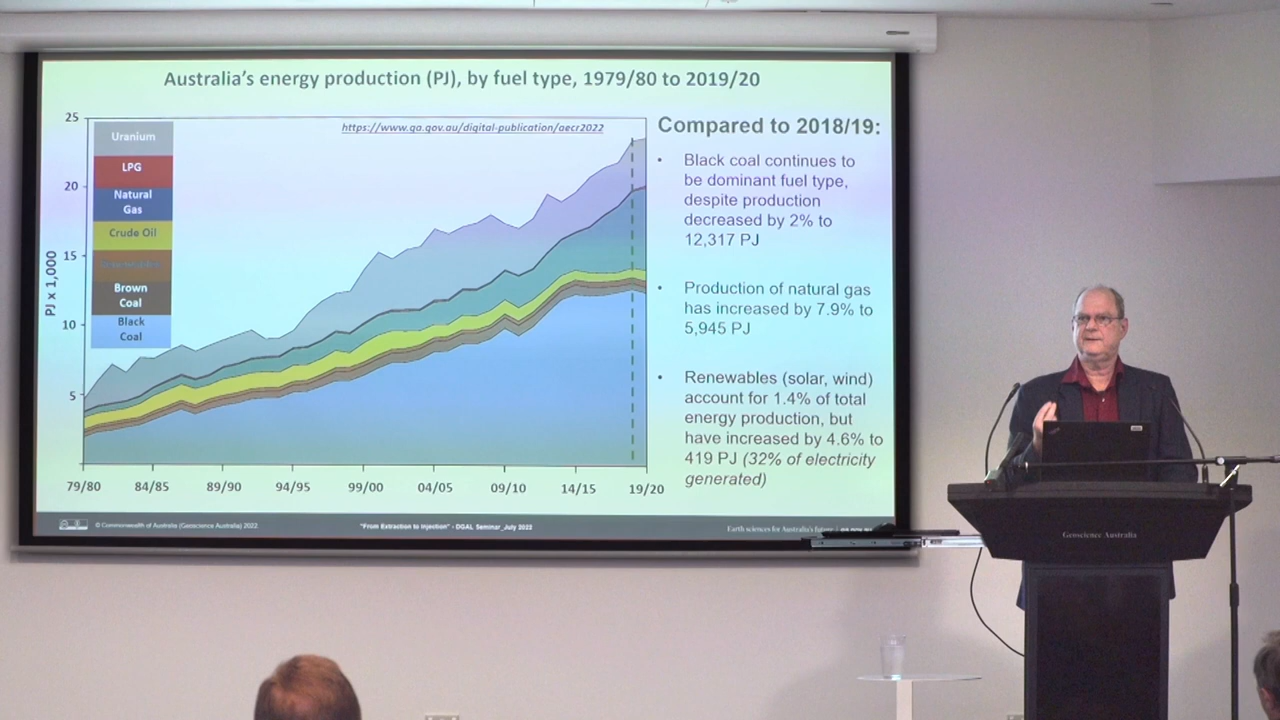 Australia's energy production (PJ), by fuel type, 1979/80 to 2019/20
https://www.ga.gov.au/digital-publication/aecr2022
25
20
15
10
5
PJ x 1,000
Uranium
LPG
Natural
Gas
Crude Oil
Brown
Coal
Black
Coal
79/80 84/85 89/90 94/95 99/00 04/05 09/10 14/15 19/20
Compared to 2018/19:
• Black coal continues to
be dominant fuel type,
despite production
decreased by 2% to
12,317 PJ
• Production of natural gas
has increased by 7.9% to
5,945 PJ
• Renewables (solar, wind)
account for 1.4% of total
energy production, but
have increased by 4.6% to
419 PJ (32% of electricity
generated)
© Commonwealth of Australia (Geoscience Australia) 2022.
"From Extraction to Injection" - DGAL Seminar_July 2022
Earth sciences for Australia's future
Geoscience Australia